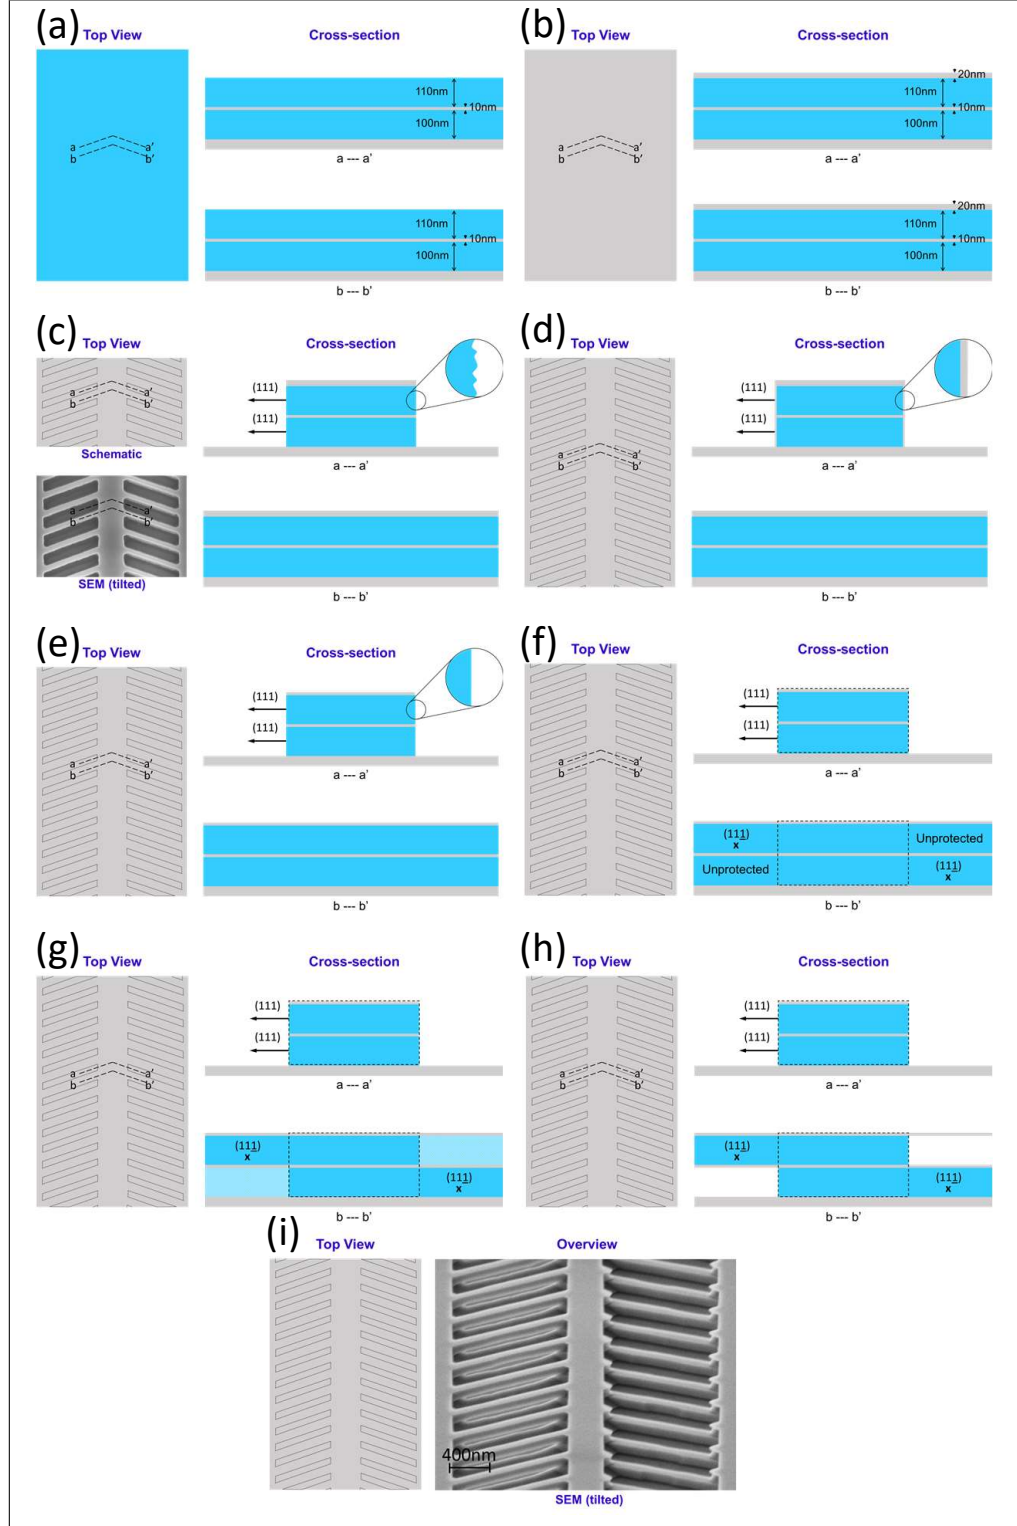 (a) Top View Cross-section
110nm
10nm
100nm
a a'
b b'
a --- a'
110nm
10nm
100nm
b --- b'
(b) Top View Cross-section
20nm
110nm
10nm
100nm
a a'
b b'
a --- a'
20nm
110nm
10nm
100nm
b --- b'
(c) Top View Cross-section
(111)
a a'
b b'
(111)
Schematic
a --- a'
a a'
b b'
SEM (tilted)
b --- b'
(d) Top View Cross-section
(111)
(111)
a a'
b b'
a --- a'
b --- b'
(e) Top View Cross-section
(111)
(111)
a a'
b b'
a --- a'
b --- b'
(f) Top View Cross-section
(111)
(111)
a a'
b b'
a --- a'
(111̲)
x
Unprotected
Unprotected
(111̲)
x
b --- b'
(g) Top View Cross-section
(111)
(111)
a a'
b b'
a --- a'
(111̲)
x
(111̲)
x
b --- b'
(h) Top View Cross-section
(111)
(111)
a a'
b b'
a --- a'
(111̲)
x
(111̲)
x
b --- b'
(i) Top View Overview
400nm
SEM (tilted)